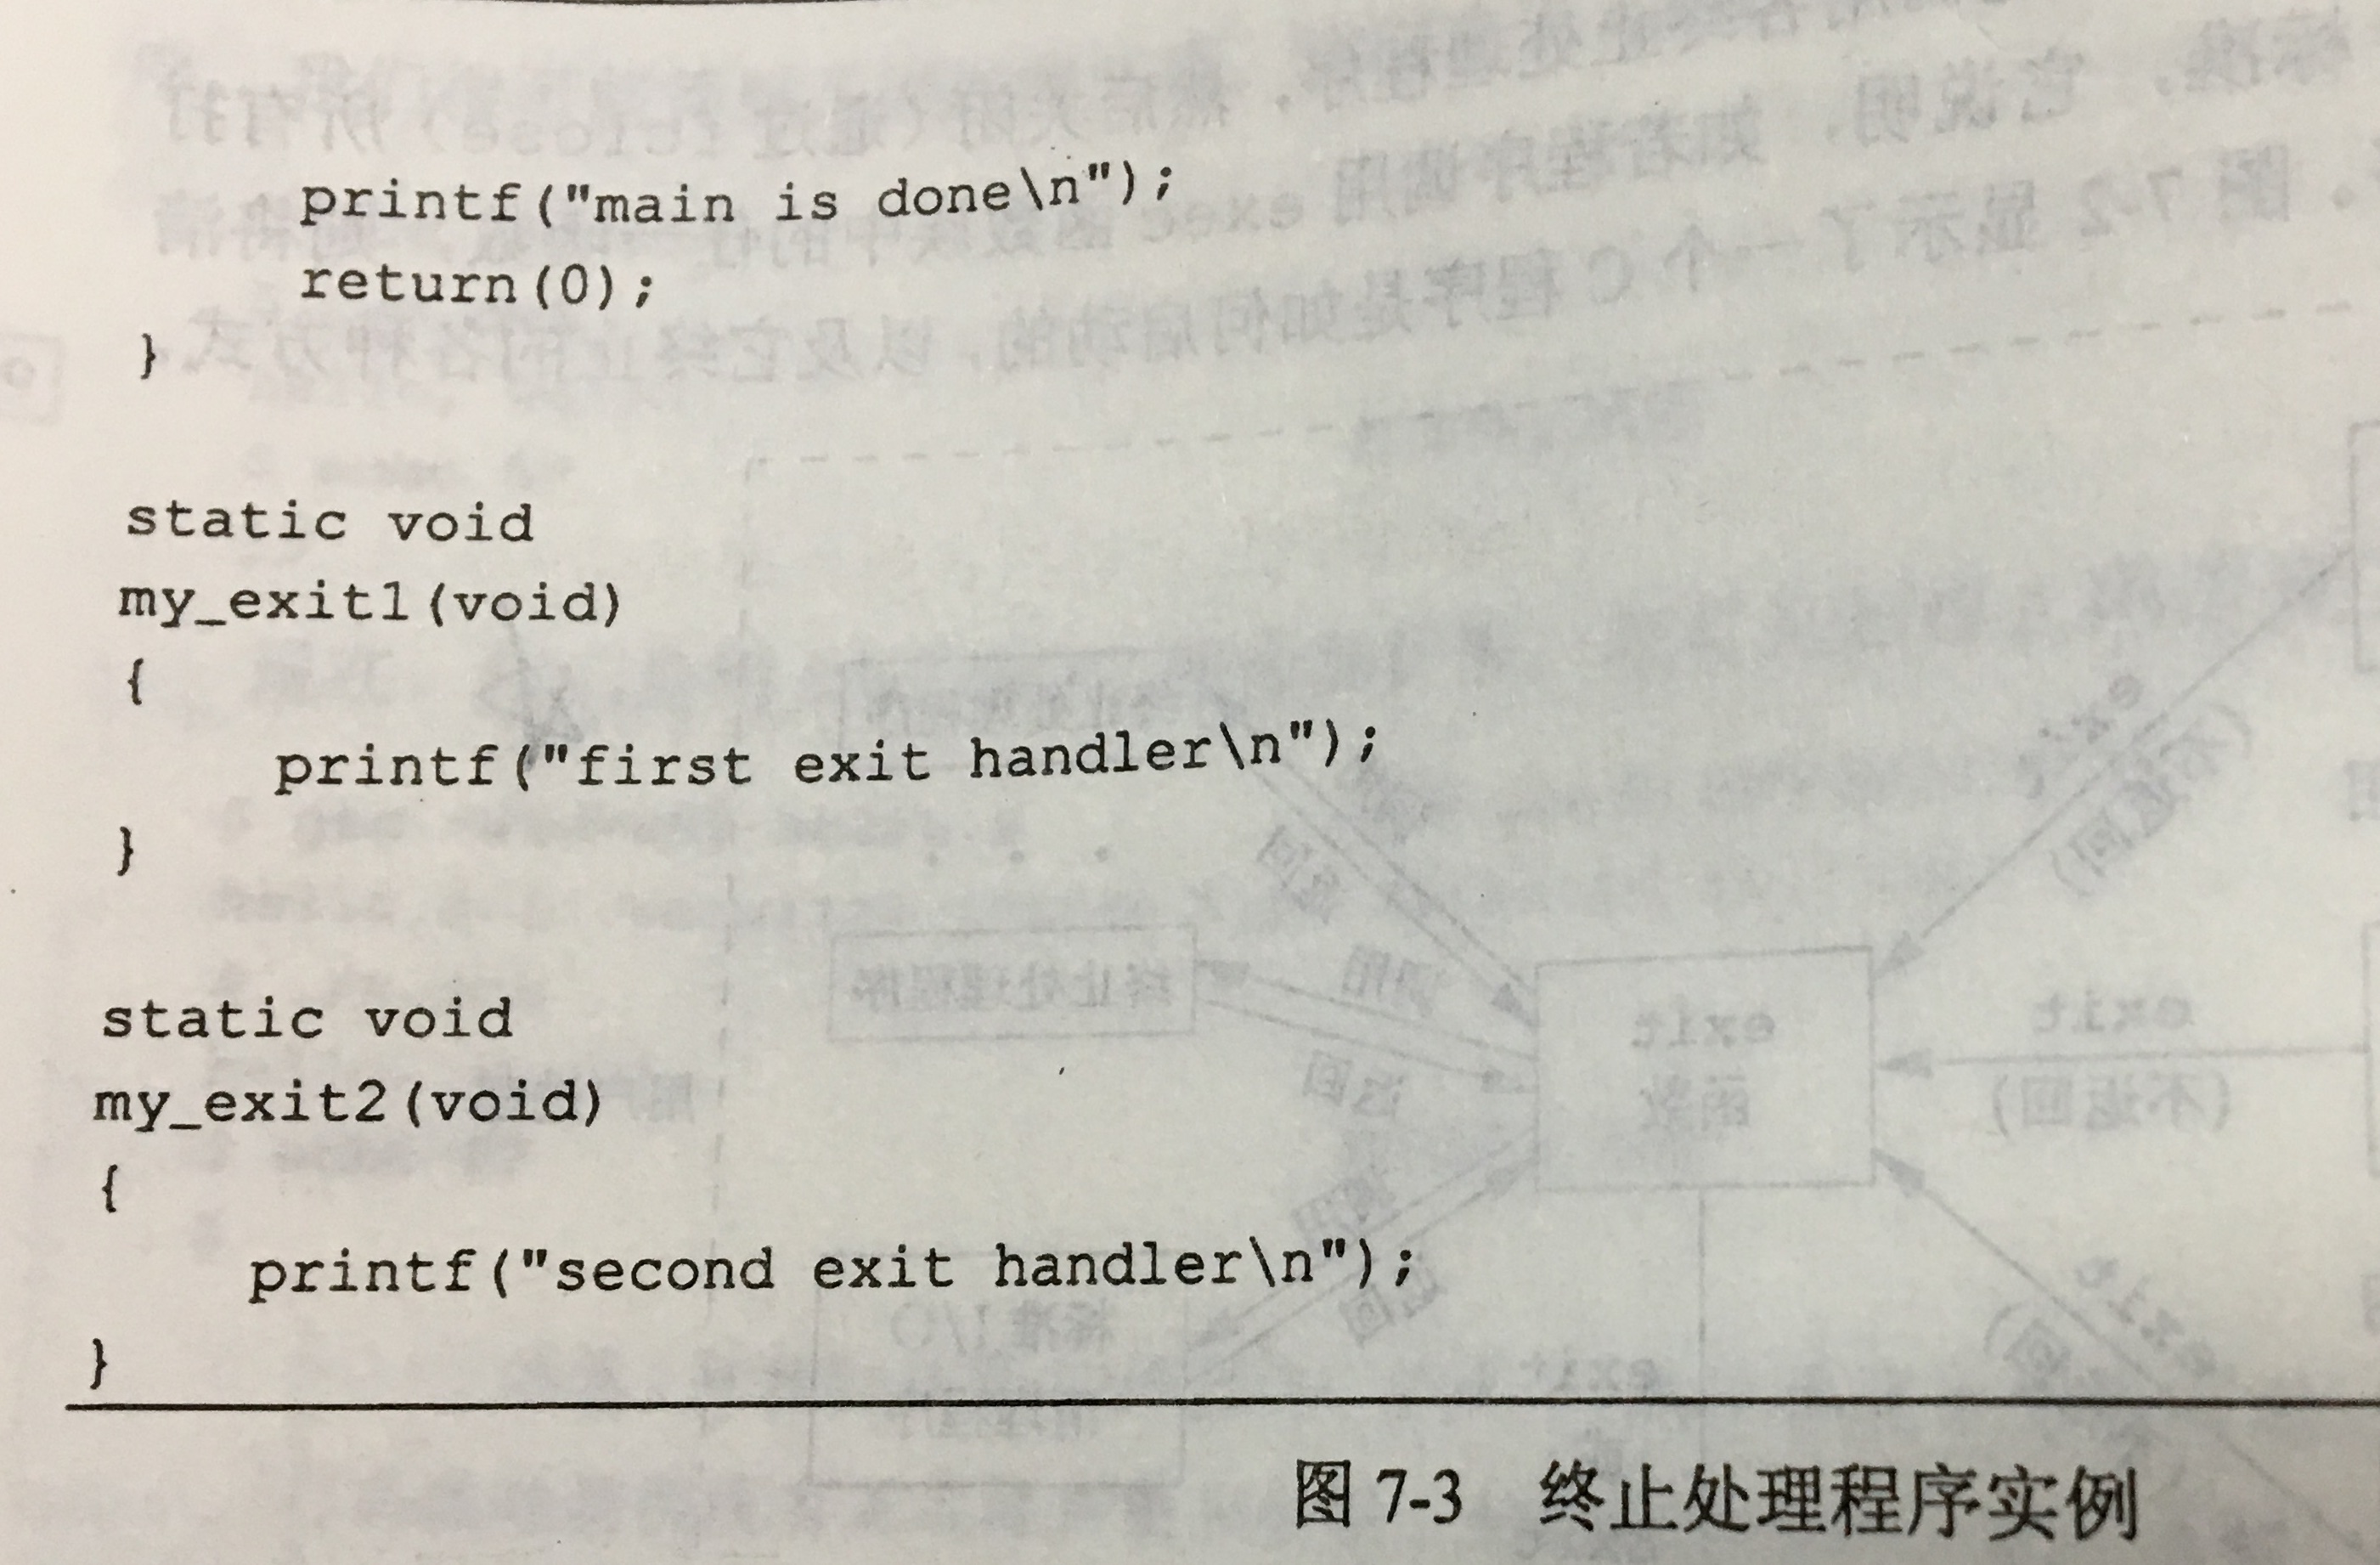 printf("main is done\n");
return(0);
}
static void
my_exit1(void)
{
printf("first exit handler\n");
}
static void
my_exit2(void)
{
printf("second exit handler\n");
}
图 7-3 终止处理程序实例